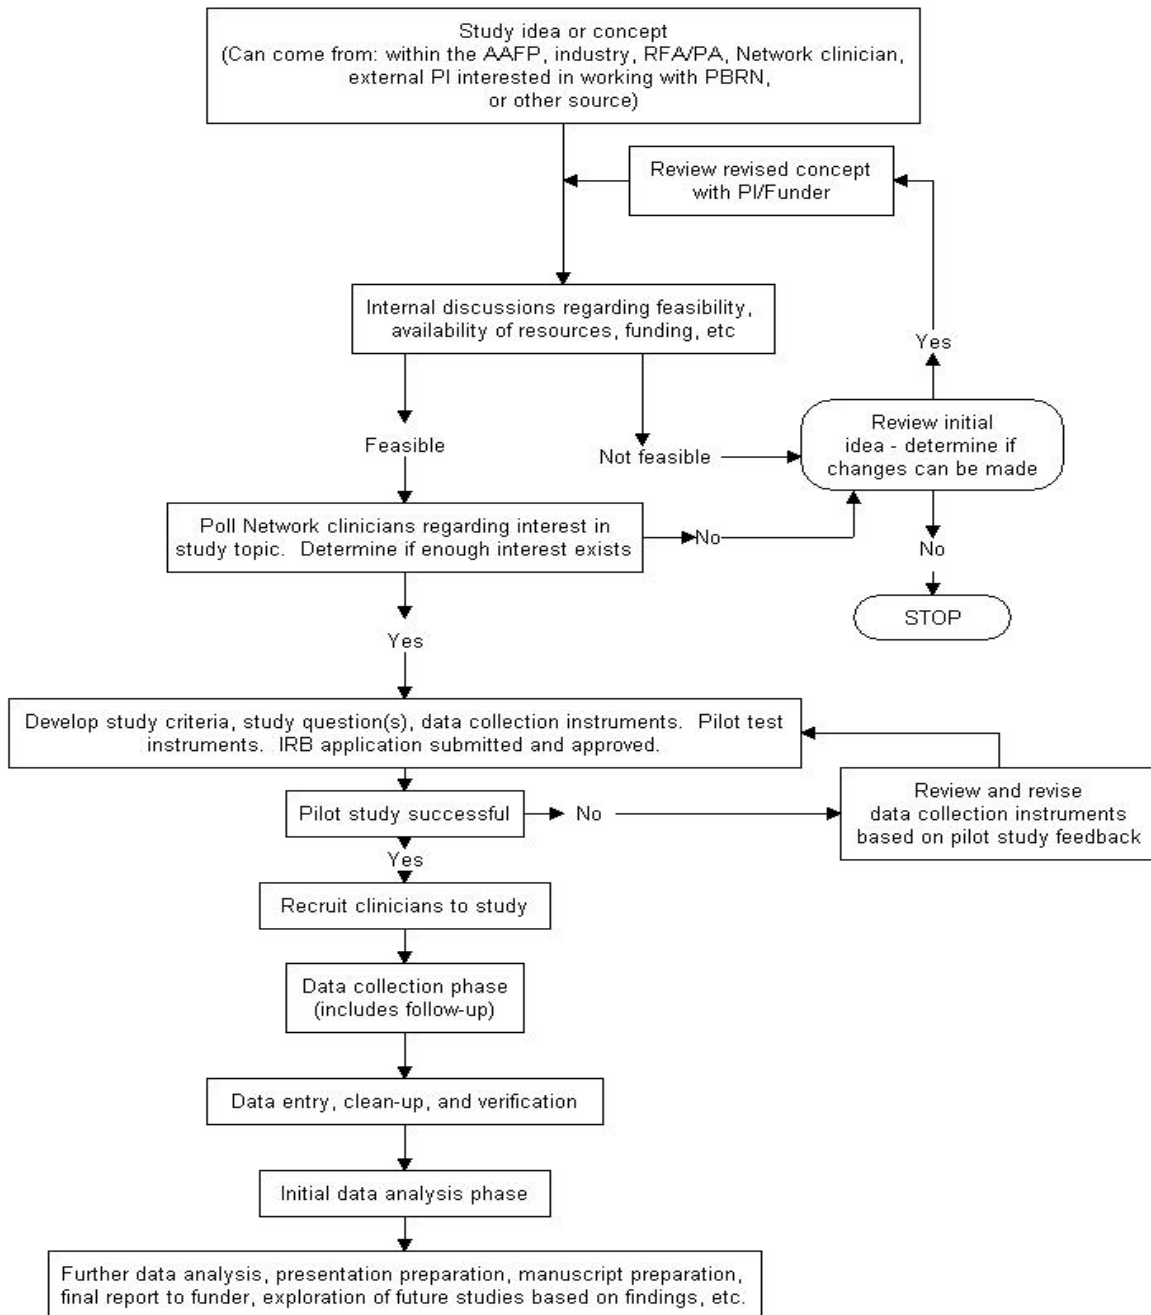 Study idea or concept
(Can come from: within the AAFP, industry, RFA/PA, Network clinician,
external PI interested in working with PBRN,
or other source)
Review revised concept
with PI/Funder
Internal discussions regarding feasibility,
availability of resources, funding, etc
Yes
Review initial
idea - determine if
changes can be made
Feasible
Not feasible
Poll Network clinicians regarding interest in
study topic. Determine if enough interest exists
No
No
STOP
Yes
Develop study criteria, study question(s), data collection instruments. Pilot test
instruments. IRB application submitted and approved.
Pilot study successful
No
Review and revise
data collection instruments
based on pilot study feedback
Yes
Recruit clinicians to study
Data collection phase
(includes follow-up)
Data entry, clean-up, and verification
Initial data analysis phase
Further data analysis, presentation preparation, manuscript preparation,
final report to funder, exploration of future studies based on findings, etc.